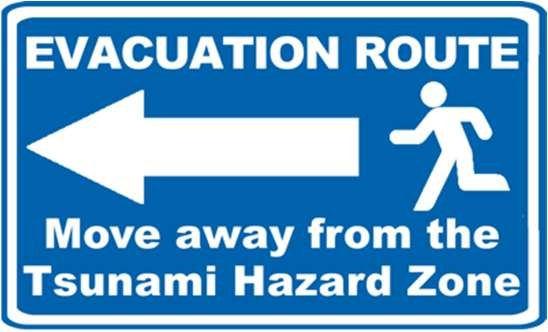 EVACUATION ROUTE
Move away from the
Tsunami Hazard Zone